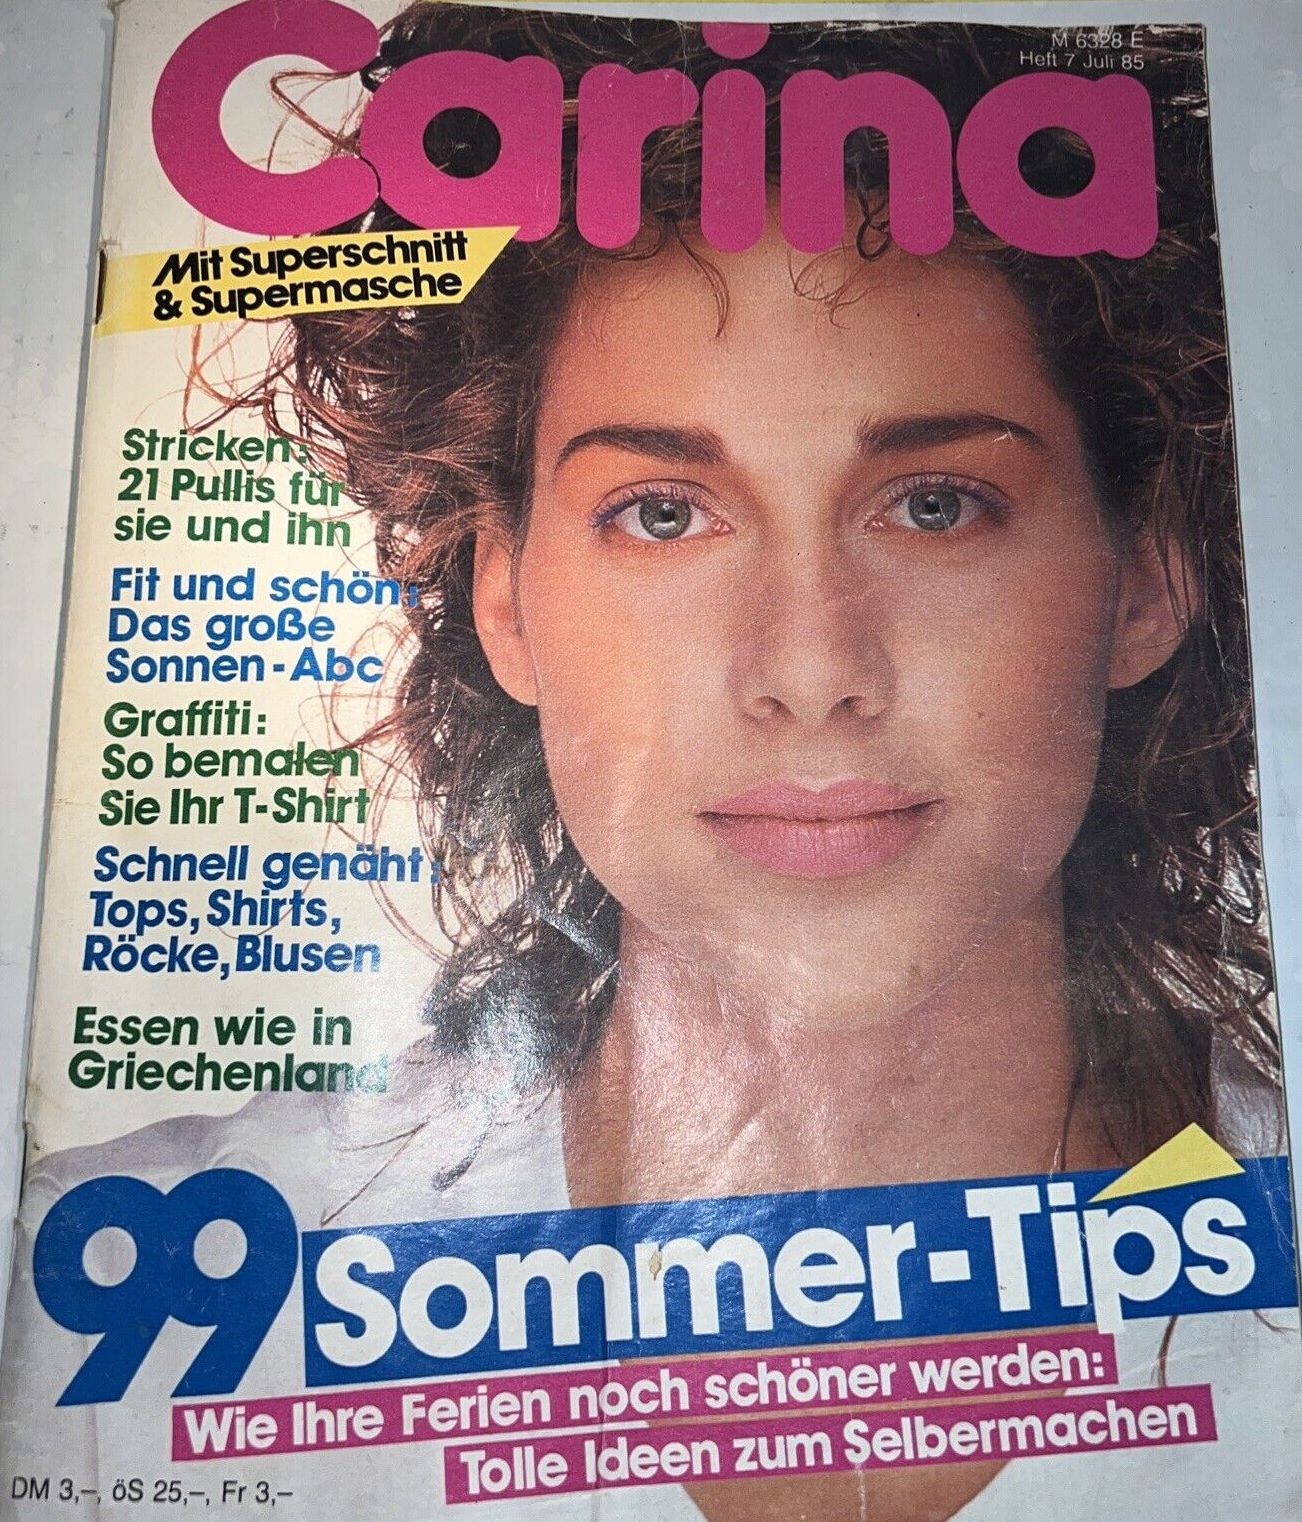 Carina
M 6328 E
Heft 7 Juli 85
Mit Superschnitt
& Supermasche
Stricken:
21 Pullis für
sie und ihn
Fit und schön:
Das große
Sonnen-Abc
Graffiti:
So bemalen
Sie Ihr T-Shirt
Schnell genäht:
Tops, Shirts,
Röcke, Blusen
Essen wie in
Griechenland
99 Sommer-Tips
Wie Ihre Ferien noch schöner werden:
Tolle Ideen zum Selbermachen
DM 3,–, öS 25,–, Fr 3,–